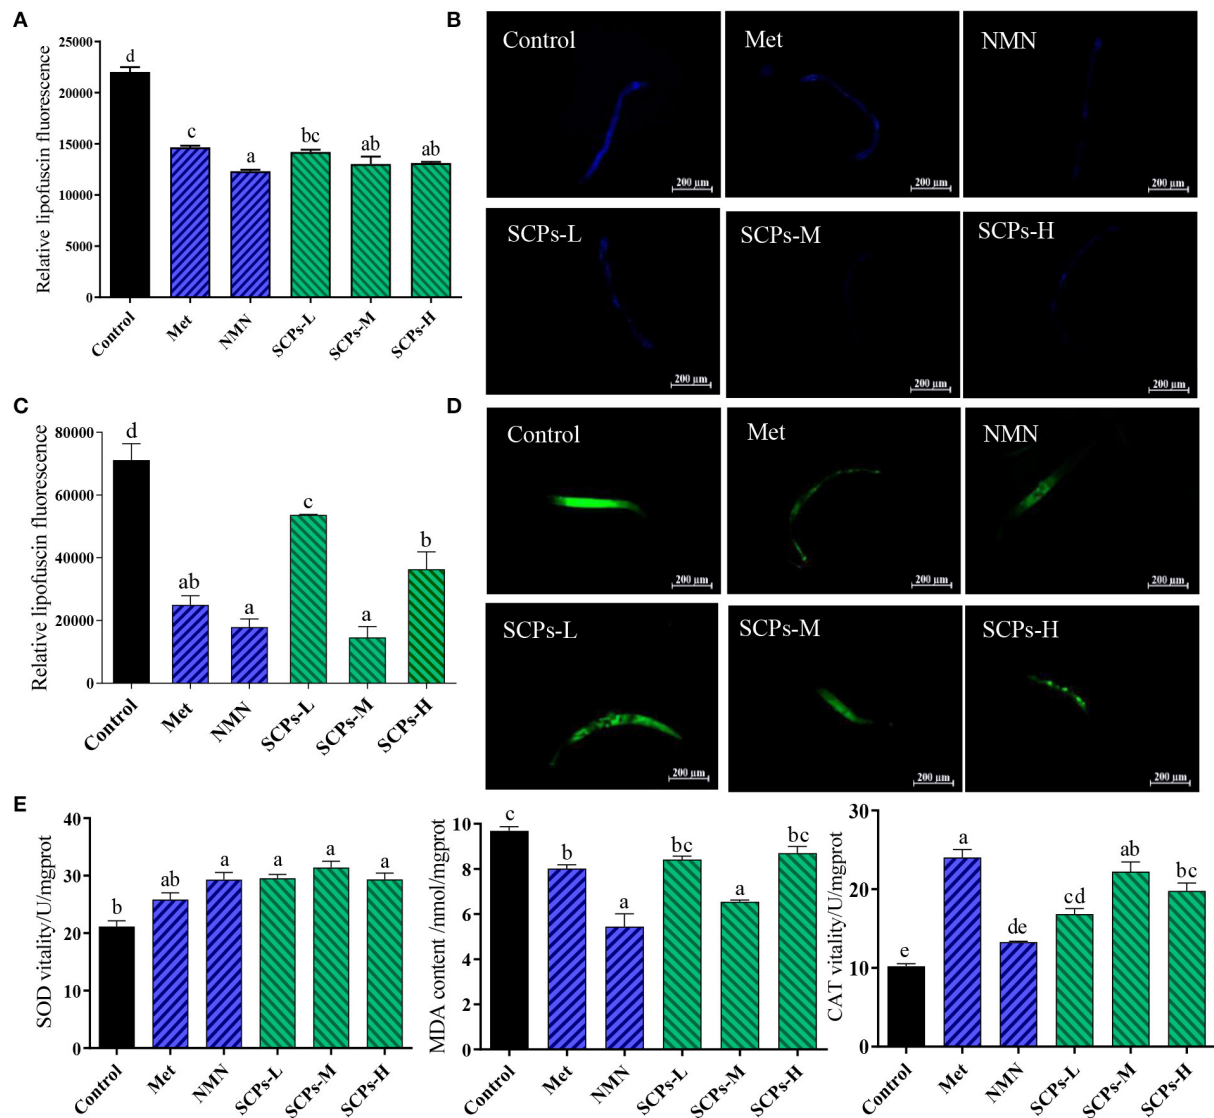 A
Relative lipofuscin fluorescence
25000
20000
15000
10000
5000
0
d
c
a
bc
ab
ab
Control
Met
NMN
SCPs-L
SCPs-M
SCPs-H
B
Control
200 µm
Met
200 µm
NMN
200 µm
SCPs-L
200 µm
SCPs-M
200 µm
SCPs-H
200 µm
C
Relative lipofuscin fluorescence
80000
60000
40000
20000
0
d
ab
a
c
a
b
Control
Met
NMN
SCPs-L
SCPs-M
SCPs-H
D
Control
200 µm
Met
200 µm
NMN
200 µm
SCPs-L
200 µm
SCPs-M
200 µm
SCPs-H
200 µm
E
SOD vitality/U/mgprot
40
30
20
10
0
b
ab
a
a
a
a
Control
Met
NMN
SCPs-L
SCPs-M
SCPs-H
MDA content /nmol/mgprot
10
8
6
4
2
0
c
b
a
bc
a
bc
Control
Met
NMN
SCPs-L
SCPs-M
SCPs-H
CAT vitality/U/mgprot
30
20
10
0
e
a
de
cd
ab
bc
Control
Met
NMN
SCPs-L
SCPs-M
SCPs-H